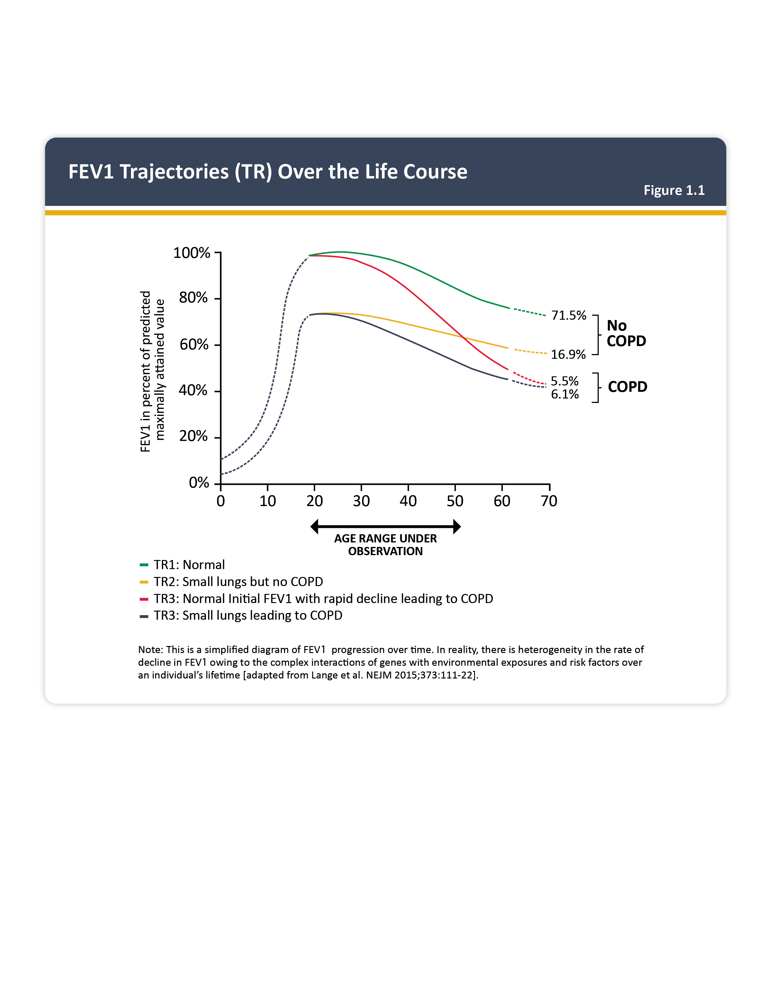 FEV1 Trajectories (TR) Over the Life Course
Figure 1.1
FEV1 in percent of predicted
maximally attained value
100%
80%
60%
40%
20%
0%
0 10 20 30 40 50 60 70
71.5%
16.9%
No
COPD
5.5%
6.1%
COPD
AGE RANGE UNDER
OBSERVATION
TR1: Normal
TR2: Small lungs but no COPD
TR3: Normal Initial FEV1 with rapid decline leading to COPD
TR3: Small lungs leading to COPD
Note: This is a simplified diagram of FEV1 progression over time. In reality, there is heterogeneity in the rate of
decline in FEV1 owing to the complex interactions of genes with environmental exposures and risk factors over
an individual’s lifetime [adapted from Lange et al. NEJM 2015;373:111-22].